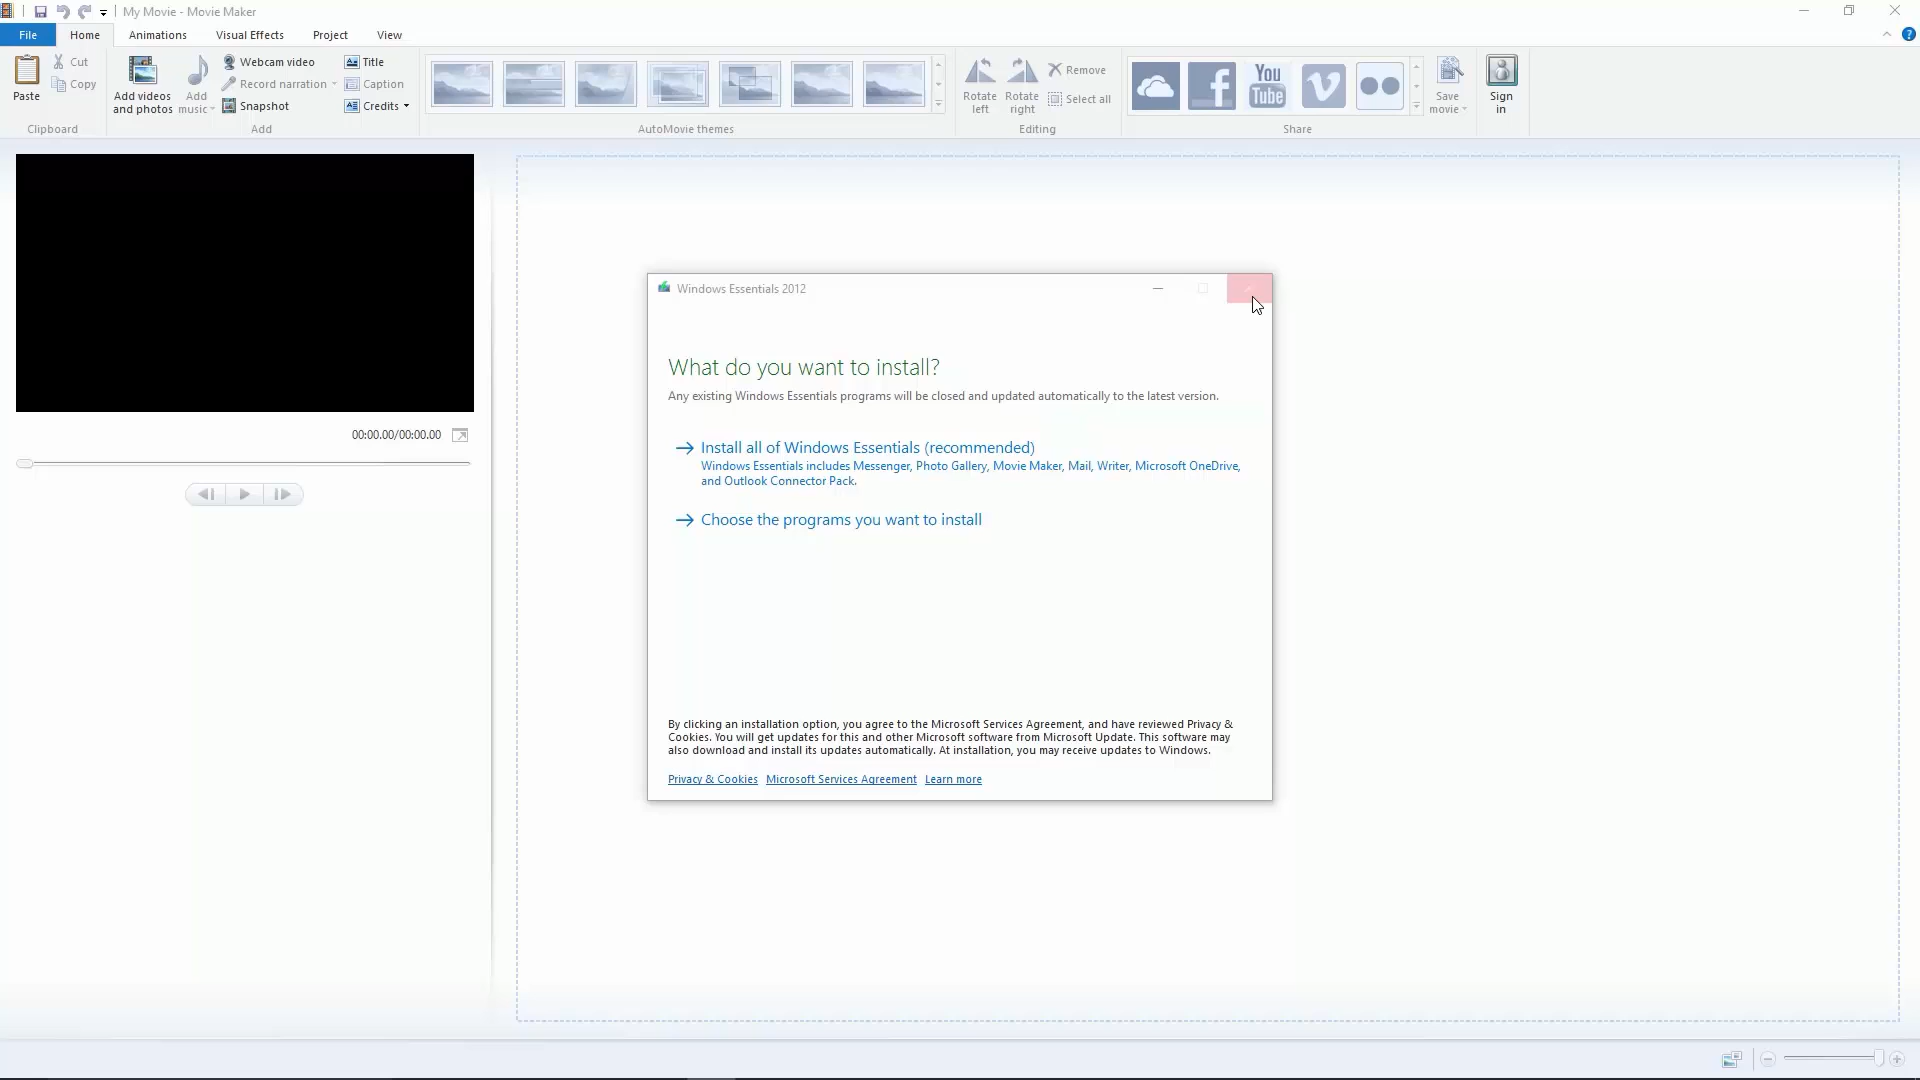 My Movie - Movie Maker
File Home Animations Visual Effects Project View
Paste
Cut
Copy
Clipboard
Add videos
and photos
Add
music
Webcam video
Record narration
Snapshot
Title
Caption
Credits
Add
AutoMovie themes
Rotate
left
Rotate
right
Remove
Select all
Editing
You
Tube
Share
Save
movie
Sign
in
00:00.00/00:00.00
Windows Essentials 2012
What do you want to install?
Any existing Windows Essentials programs will be closed and updated automatically to the latest version.
Install all of Windows Essentials (recommended)
Windows Essentials includes Messenger, Photo Gallery, Movie Maker, Mail, Writer, Microsoft OneDrive,
and Outlook Connector Pack.
Choose the programs you want to install
By clicking an installation option, you agree to the Microsoft Services Agreement, and have reviewed Privacy &
Cookies. You will get updates for this and other Microsoft software from Microsoft Update. This software may
also download and install its updates automatically. At installation, you may receive updates to Windows.
Privacy & Cookies Microsoft Services Agreement Learn more